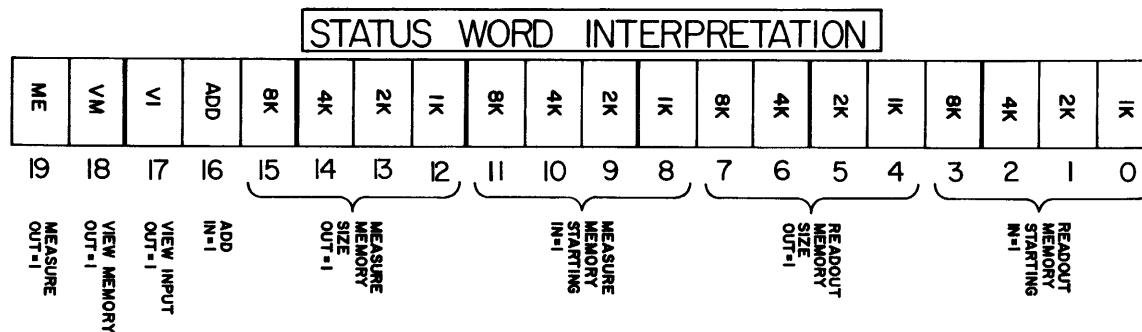 STATUS WORD INTERPRETATION
ME VM VI ADD 8K 4K 2K 1K 8K 4K 2K 1K 8K 4K 2K 1K 8K 4K 2K 1K
19 18 17 16 15 14 13 12 11 10 9 8 7 6 5 4 3 2 1 0
MEASURE
OUT=1
VIEW MEMORY
OUT=1
VIEW INPUT
OUT=1
ADD
IN=1
MEASURE
MEMORY
SIZE
OUT=1
MEASURE
MEMORY
STARTING
IN=1
READOUT
MEMORY
SIZE
OUT=1
READOUT
MEMORY
STARTING
IN=1